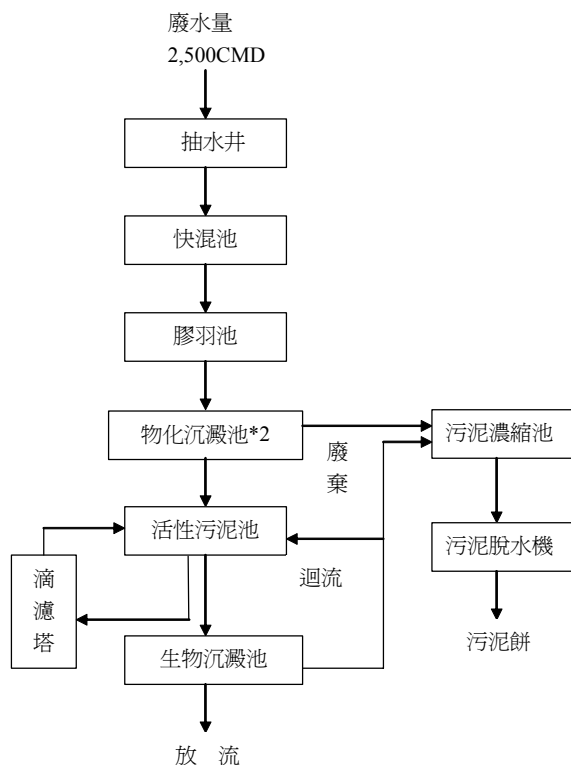 廢水量
2,500CMD
抽水井
快混池
膠羽池
物化沉澱池*2
廢
棄
污泥濃縮池
活性污泥池
迴流
污泥脫水機
滴
濾
塔
生物沉澱池
污泥餅
放 流